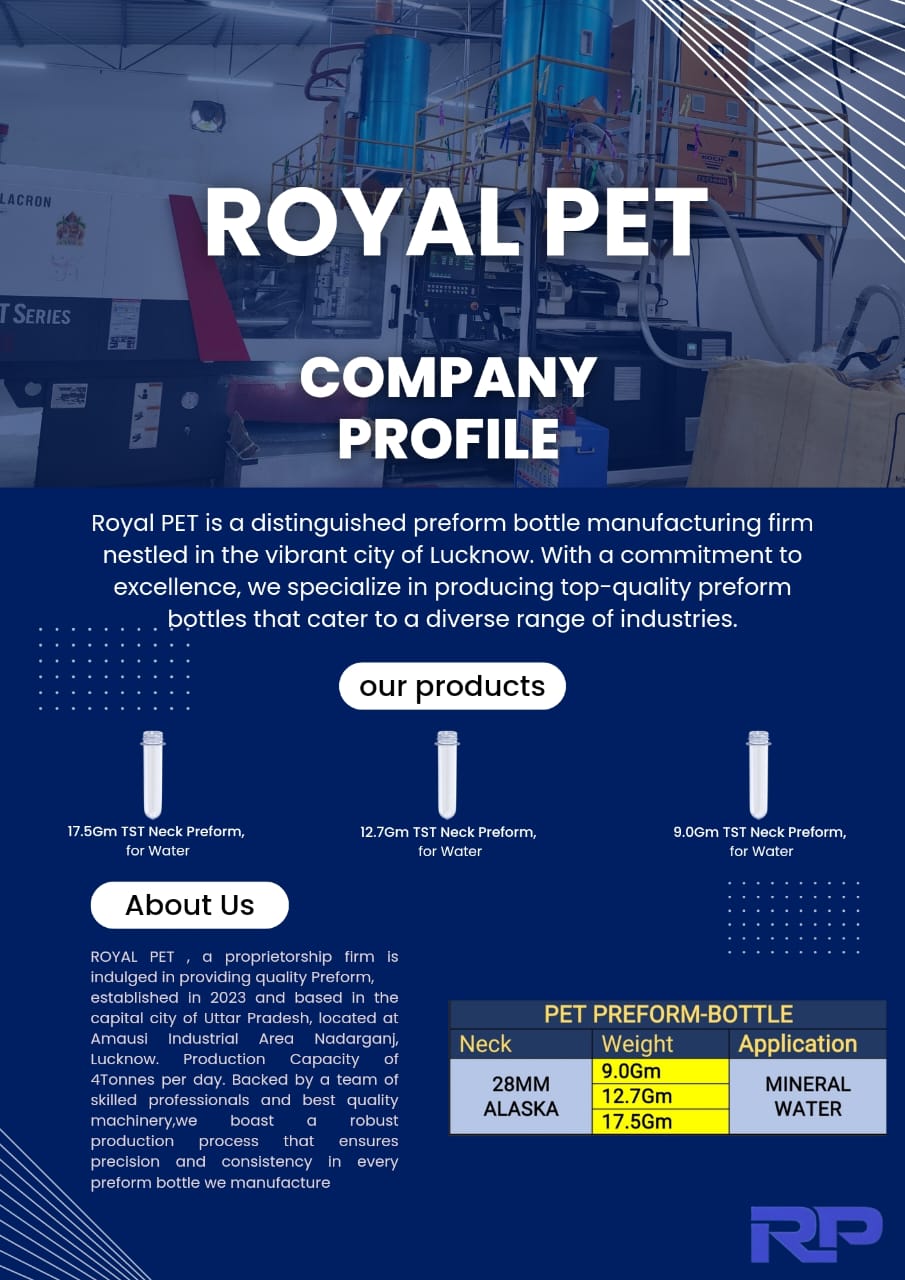 LACRON
T SERIES
KOCH
ROYAL PET
COMPANY
PROFILE
Royal PET is a distinguished preform bottle manufacturing firm
nestled in the vibrant city of Lucknow. With a commitment to
excellence, we specialize in producing top-quality preform
bottles that cater to a diverse range of industries.
our products
17.5Gm TST Neck Preform,
for Water
12.7Gm TST Neck Preform,
for Water
9.0Gm TST Neck Preform,
for Water
About Us
ROYAL PET , a proprietorship firm is
indulged in providing quality Preform,
established in 2023 and based in the
capital city of Uttar Pradesh, located at
Amausi Industrial Area Nadarganj,
Lucknow. Production Capacity of
4Tonnes per day. Backed by a team of
skilled professionals and best quality
machinery,we boast a robust
production process that ensures
precision and consistency in every
preform bottle we manufacture
PET PREFORM-BOTTLE
Neck Weight Application
28MM
ALASKA
9.0Gm
12.7Gm
17.5Gm
MINERAL
WATER
RP